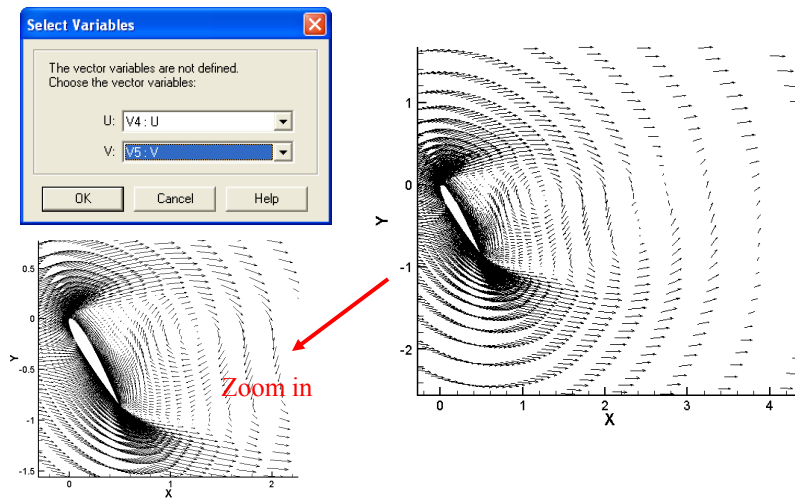 Select Variables
The vector variables are not defined.
Choose the vector variables:
U: V4 : U
V: V5 : V
OK Cancel Help
1
0
-1
-2
Y
0 1 2 3 4
X
0.5
0
-0.5
-1
-1.5
Y
0 1 2
X
Zoom in